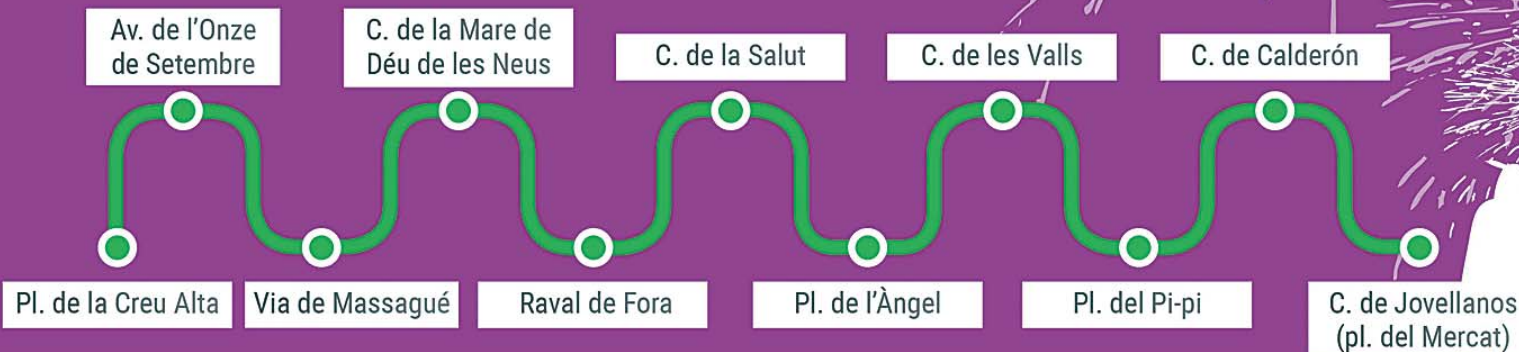 Av. de l'Onze
de Setembre
C. de la Mare de
Déu de les Neus
C. de la Salut
C. de les Valls
C. de Calderón
Pl. de la Creu Alta
Via de Massagué
Raval de Fora
Pl. de l'Àngel
Pl. del Pi-pi
C. de Jovellanos
(pl. del Mercat)